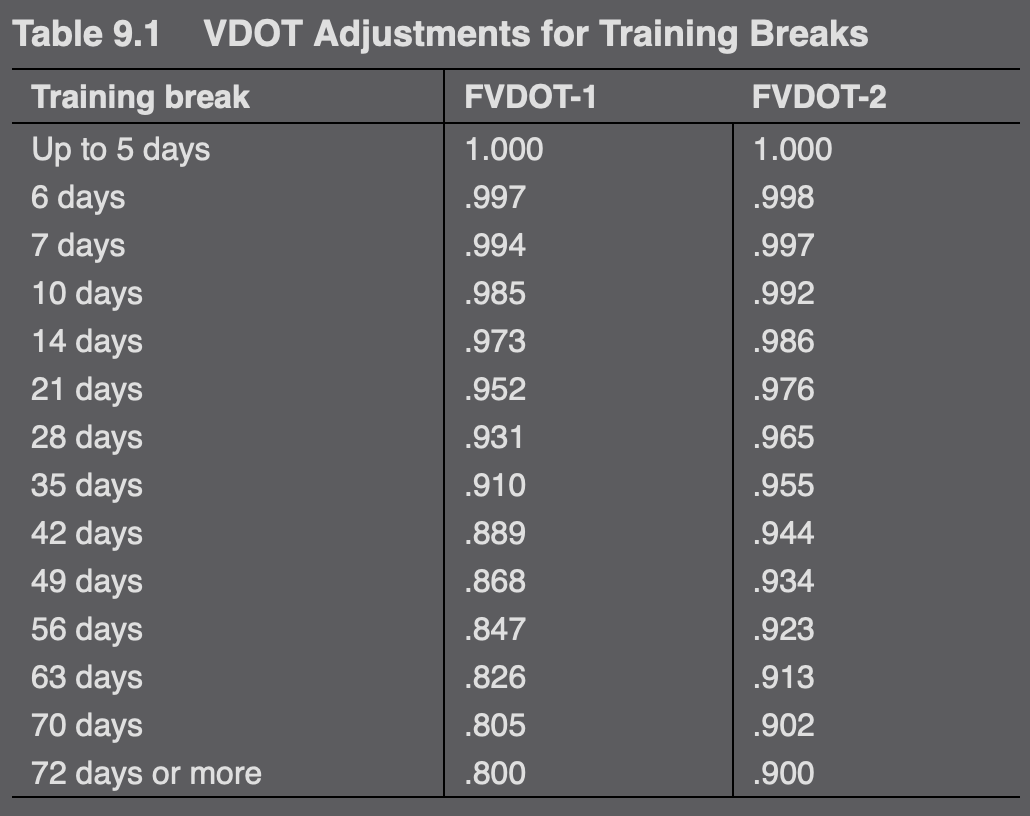 Table 9.1 VDOT Adjustments for Training Breaks
Training break FVDOT-1 FVDOT-2
Up to 5 days 1.000 1.000
6 days .997 .998
7 days .994 .997
10 days .985 .992
14 days .973 .986
21 days .952 .976
28 days .931 .965
35 days .910 .955
42 days .889 .944
49 days .868 .934
56 days .847 .923
63 days .826 .913
70 days .805 .902
72 days or more .800 .900